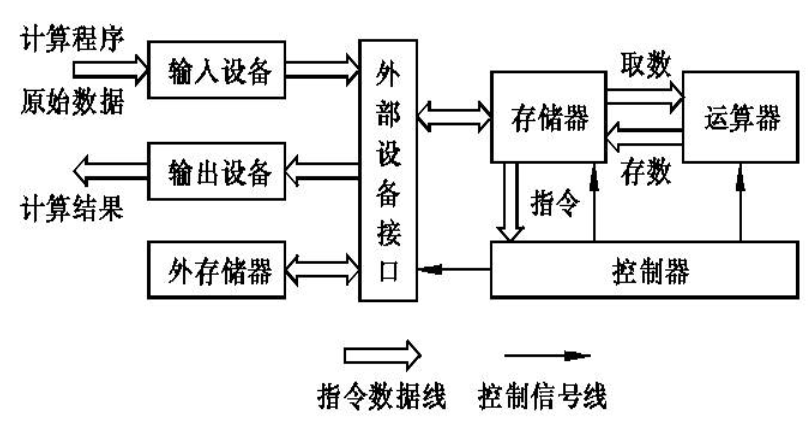 计算程序
原始数据
输入设备
输出设备
计算结果
外存储器
外部设备接口
存储器
取数
存数
运算器
指令
控制器
指令数据线
控制信号线